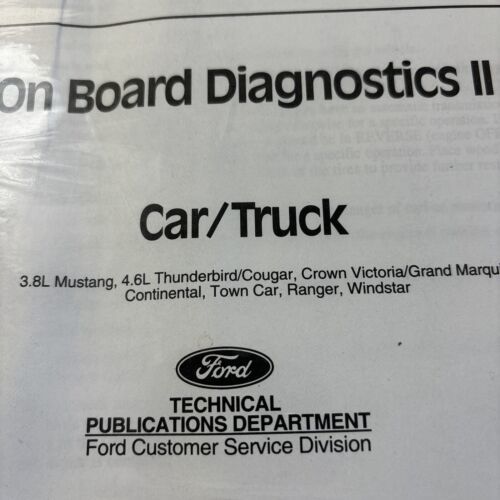 On Board Diagnostics II
Car/Truck
3.8L Mustang, 4.6L Thunderbird/Cougar, Crown Victoria/Grand Marqu
Continental, Town Car, Ranger, Windstar
Ford
TECHNICAL
PUBLICATIONS DEPARTMENT
Ford Customer Service Division